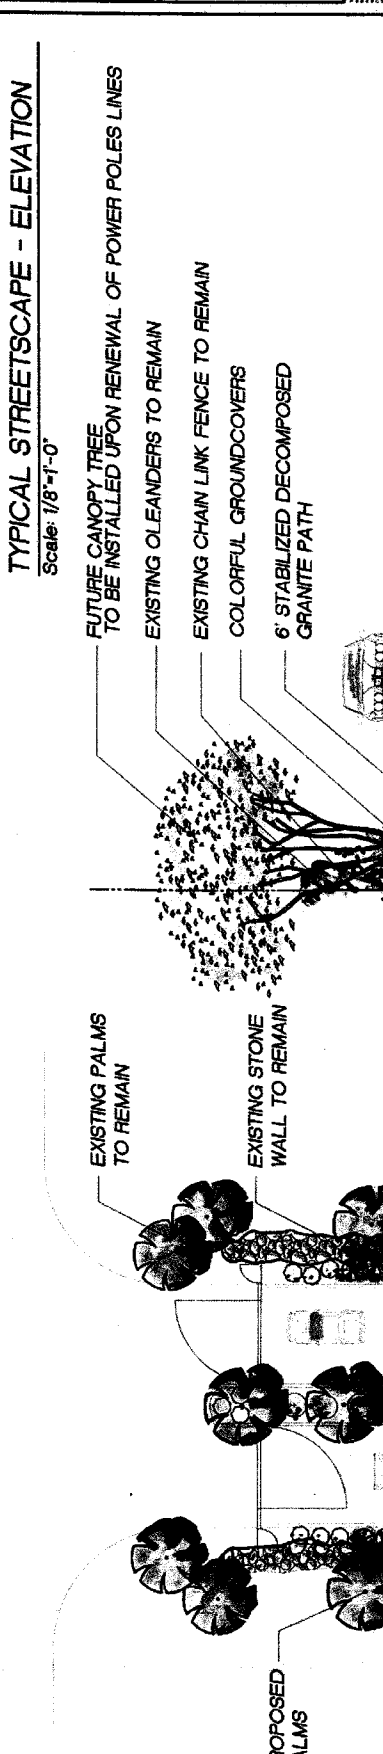 TYPICAL STREETSCAPE - ELEVATION
Scale: 1/8"=1'-0"
FUTURE CANOPY TREE
TO BE INSTALLED UPON RENEWAL OF POWER POLES LINES
EXISTING OLEANDERS TO REMAIN
EXISTING CHAIN LINK FENCE TO REMAIN
COLORFUL GROUNDCOVERS
6' STABILIZED DECOMPOSED
GRANITE PATH
EXISTING PALMS
TO REMAIN
EXISTING STONE
WALL TO REMAIN
ROPOSED
ALMS